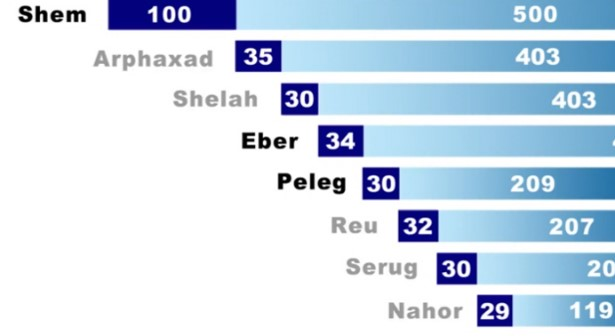 Shem 100 500
Arphaxad 35 403
Shelah 30 403
Eber 34
Peleg 30 209
Reu 32 207
Serug 30 20
Nahor 29 119